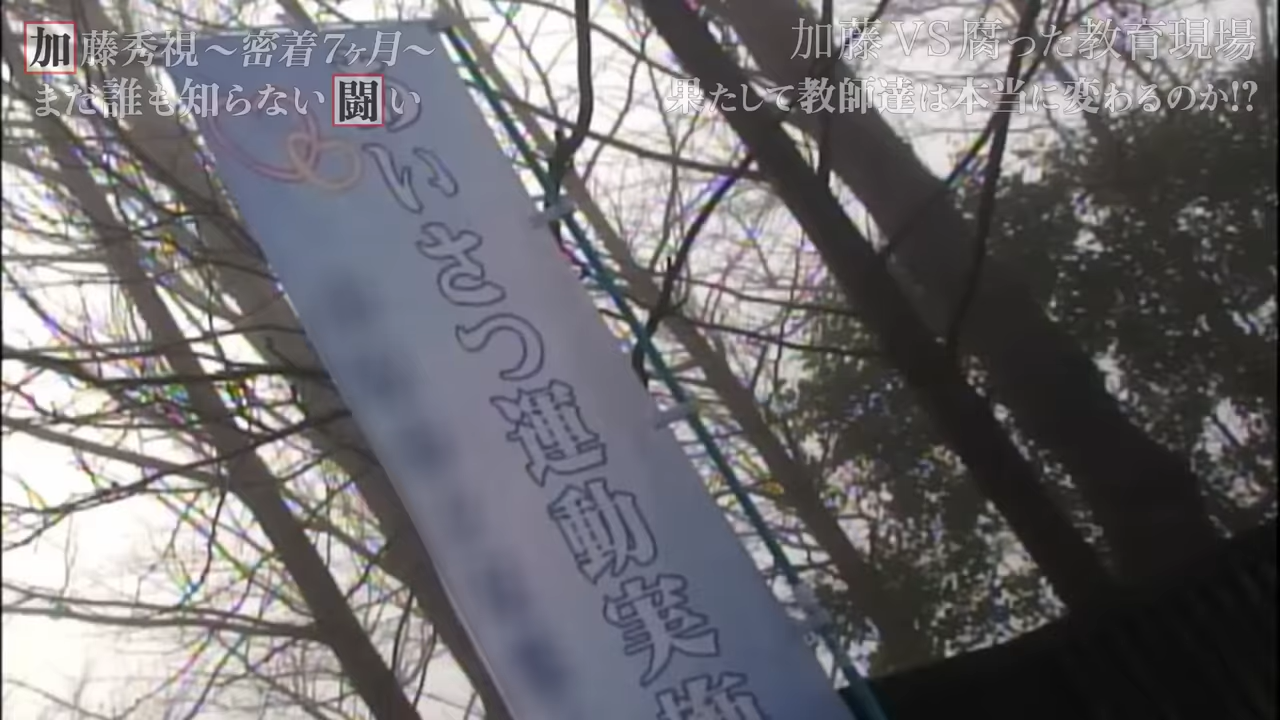 加藤秀視～密着7ヶ月～
まだ誰も知らない闘い
加藤VS腐った教育現場
果たして教師達は本当に変わるのか!?
あいさつ運動実施